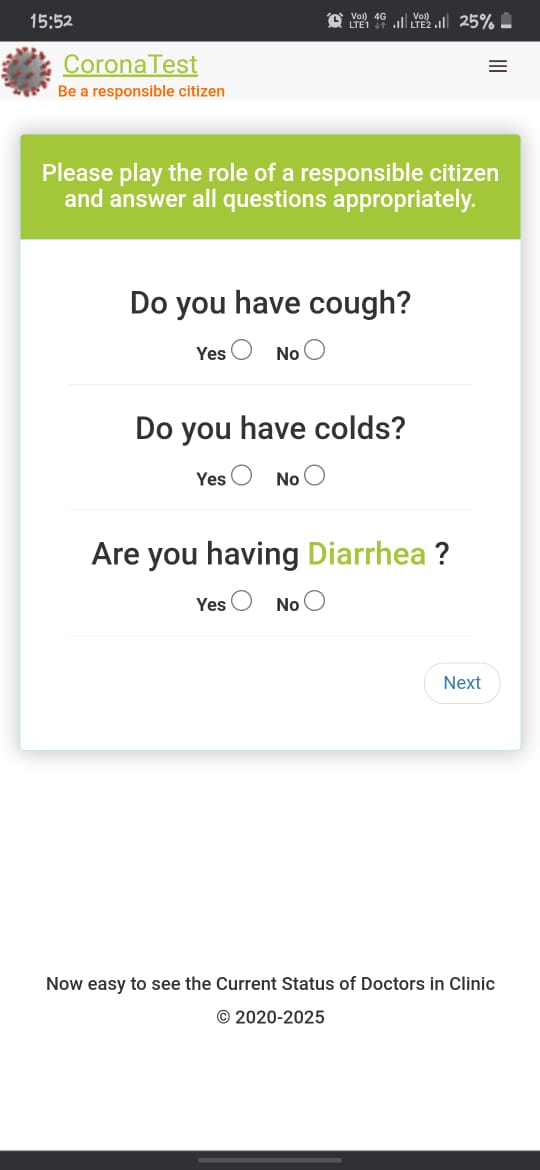 15:52
Vo)) 4G Vo)) 25%
LTE1 LTE2
CoronaTest
Be a responsible citizen
Please play the role of a responsible citizen
and answer all questions appropriately.
Do you have cough?
Yes No
Do you have colds?
Yes No
Are you having Diarrhea ?
Yes No
Next
Now easy to see the Current Status of Doctors in Clinic
© 2020-2025